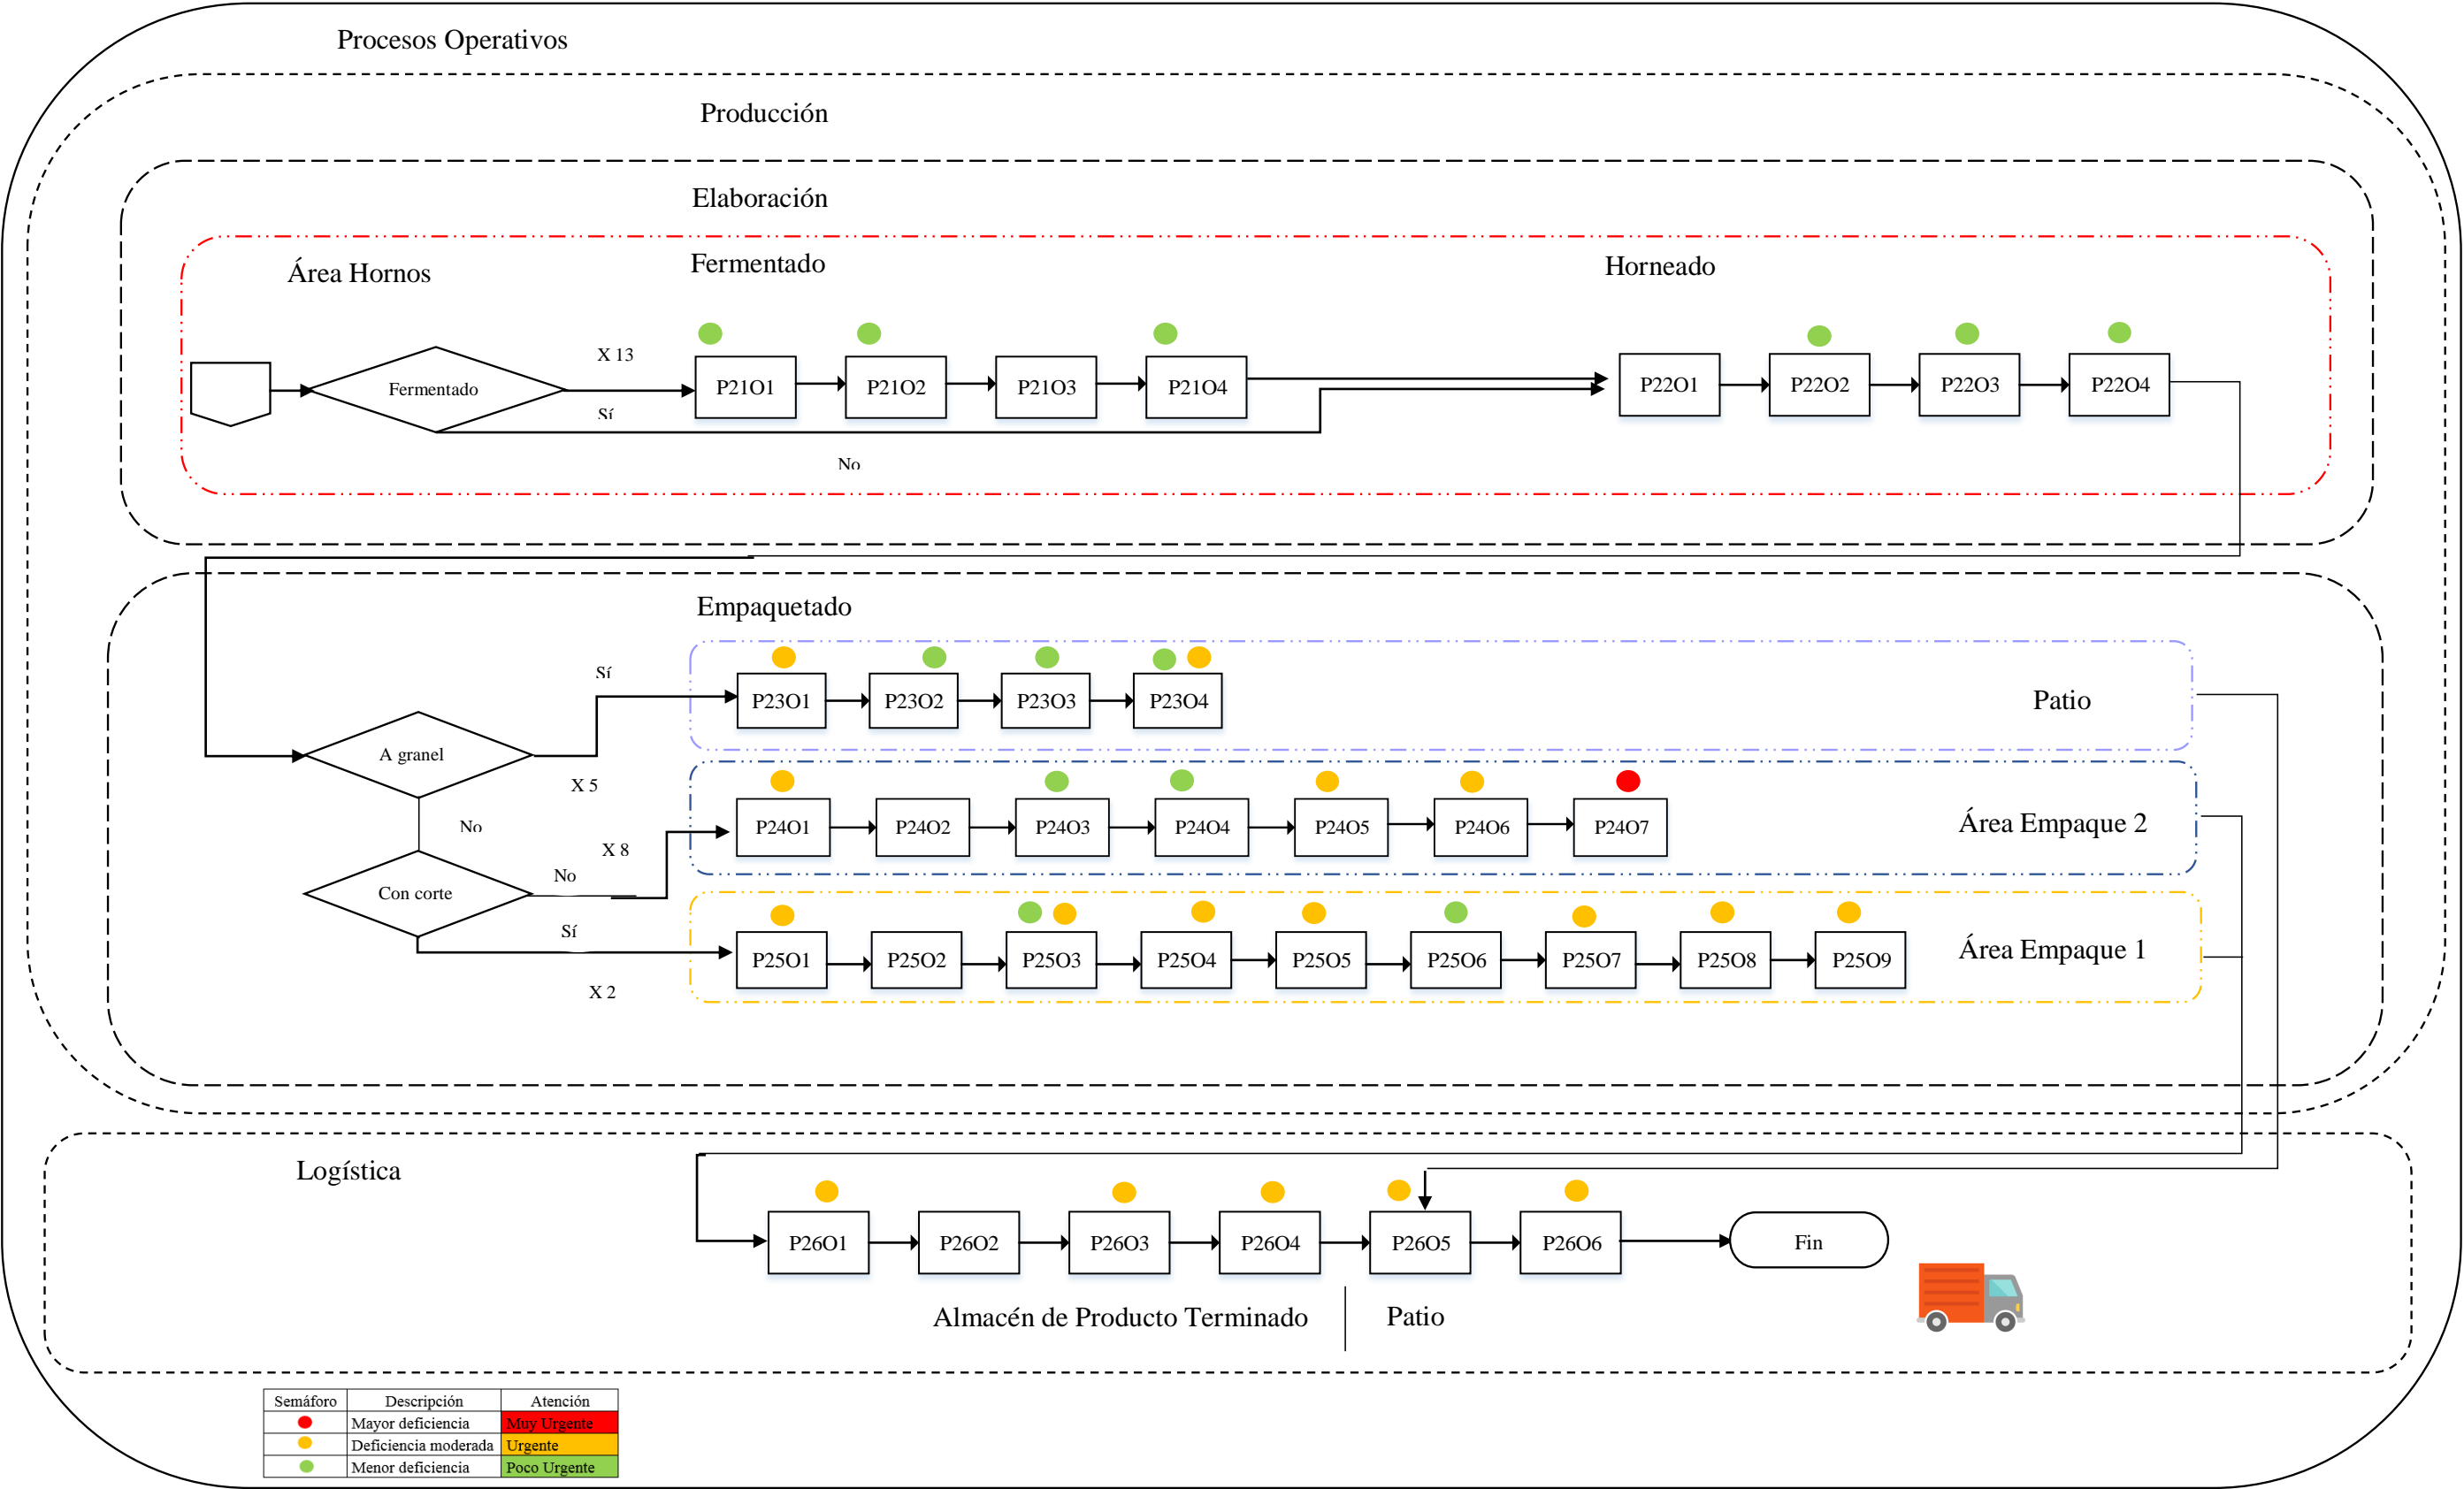 Procesos Operativos
Producción
Elaboración
Área Hornos
Fermentado
Horneado
Fermentado
X 13
Sí
No
P21O1
P21O2
P21O3
P21O4
P22O1
P22O2
P22O3
P22O4
Empaquetado
A granel
Sí
X 5
No
Con corte
No
X 8
Sí
X 2
P23O1
P23O2
P23O3
P23O4
Patio
P24O1
P24O2
P24O3
P24O4
P24O5
P24O6
P24O7
Área Empaque 2
P25O1
P25O2
P25O3
P25O4
P25O5
P25O6
P25O7
P25O8
P25O9
Área Empaque 1
Logística
P26O1
P26O2
P26O3
P26O4
P26O5
P26O6
Fin
Almacén de Producto Terminado
Patio
Semáforo Descripción Atención
Mayor deficiencia Muy Urgente
Deficiencia moderada Urgente
Menor deficiencia Poco Urgente